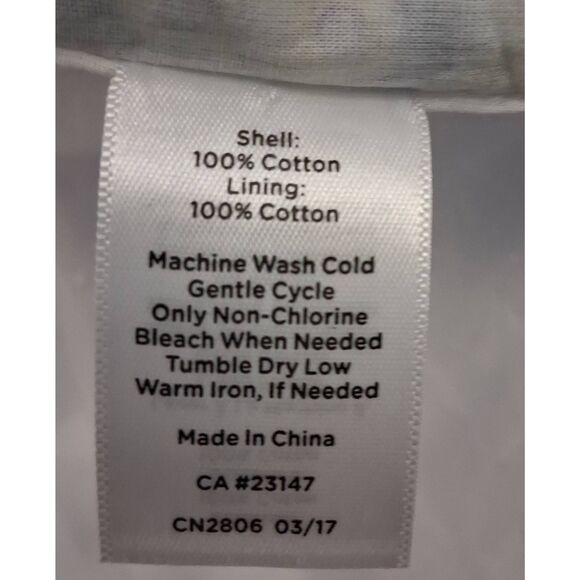 Shell:
100% Cotton
Lining:
100% Cotton
Machine Wash Cold
Gentle Cycle
Only Non-Chlorine
Bleach When Needed
Tumble Dry Low
Warm Iron, If Needed
Made In China
CA #23147
CN2806 03/17